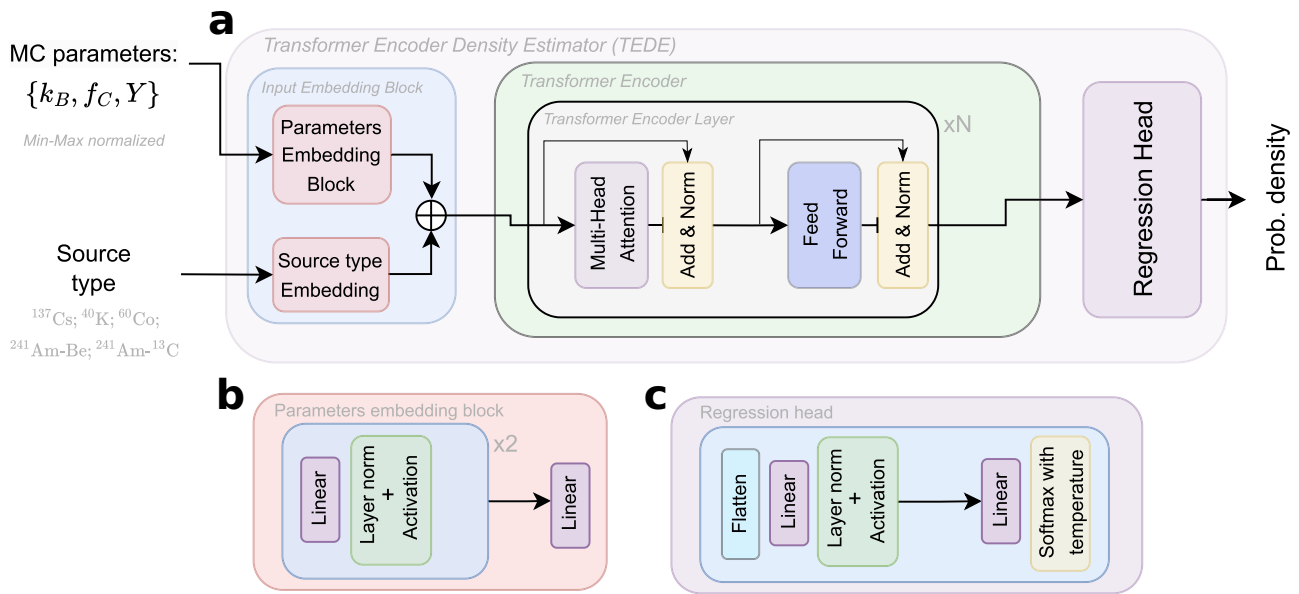 a
Transformer Encoder Density Estimator (TEDE)
MC parameters:
{k_B, f_C, Y}
Min-Max normalized
Input Embedding Block
Parameters
Embedding
Block
Source type
Embedding
Source
type
¹³⁷Cs; ⁴⁰K; ⁶⁰Co;
²⁴¹Am-Be; ²⁴¹Am-¹³C
Transformer Encoder
Transformer Encoder Layer
xN
Multi-Head
Attention
Add & Norm
Feed
Forward
Add & Norm
Regression Head
Prob. density
b
Parameters embedding block
Linear
Layer norm
+
Activation
x2
Linear
c
Regression head
Flatten
Linear
Layer norm
+
Activation
Linear
Softmax with
temperature